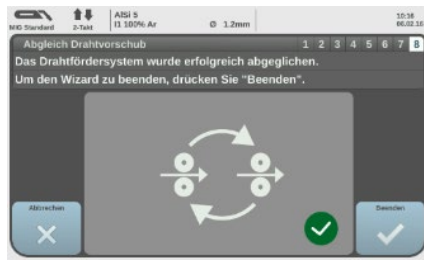 MIG Standard
2-Takt
AlSi 5
I1 100% Ar
Ø 1.2mm
10:16
Abgleich Drahtvorschub
1 2 3 4 5 6 7 8
Das Drahtfördersystem wurde erfolgreich abgeglichen.
Um den Wizard zu beenden, drücken Sie "Beenden".
Abbrechen
Beenden